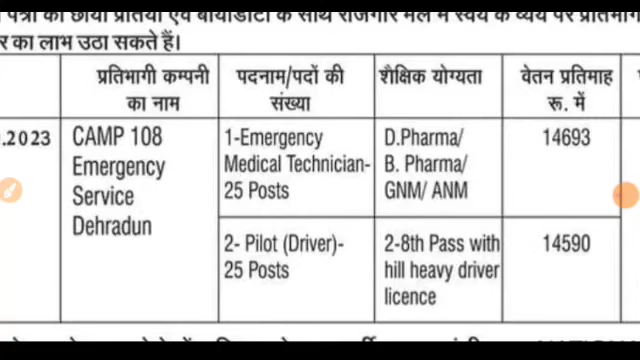 पत्रों की छाया प्रतियों एवं बायोडाटा के साथ रोजगार मेले में स्वयं के व्यय पर प्रतिभाग
र का लाभ उठा सकते हैं।
प्रतिभागी कम्पनी का नाम
पदनाम/पदों की संख्या
शैक्षिक योग्यता
वेतन प्रतिमाह रू. में
.2023
CAMP 108
Emergency
Service
Dehradun
1-Emergency
Medical Technician-
25 Posts
D.Pharma/
B. Pharma/
GNM/ ANM
14693
2- Pilot (Driver)-
25 Posts
2-8th Pass with
hill heavy driver
licence
14590